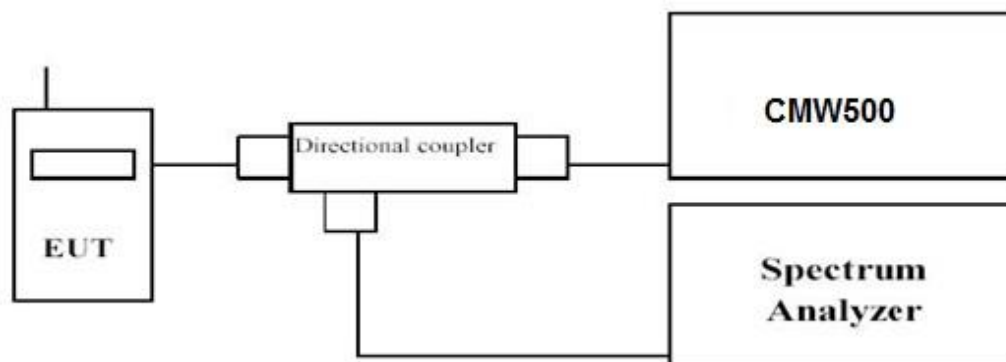 CMW500
Directional coupler
EUT
Spectrum
Analyzer